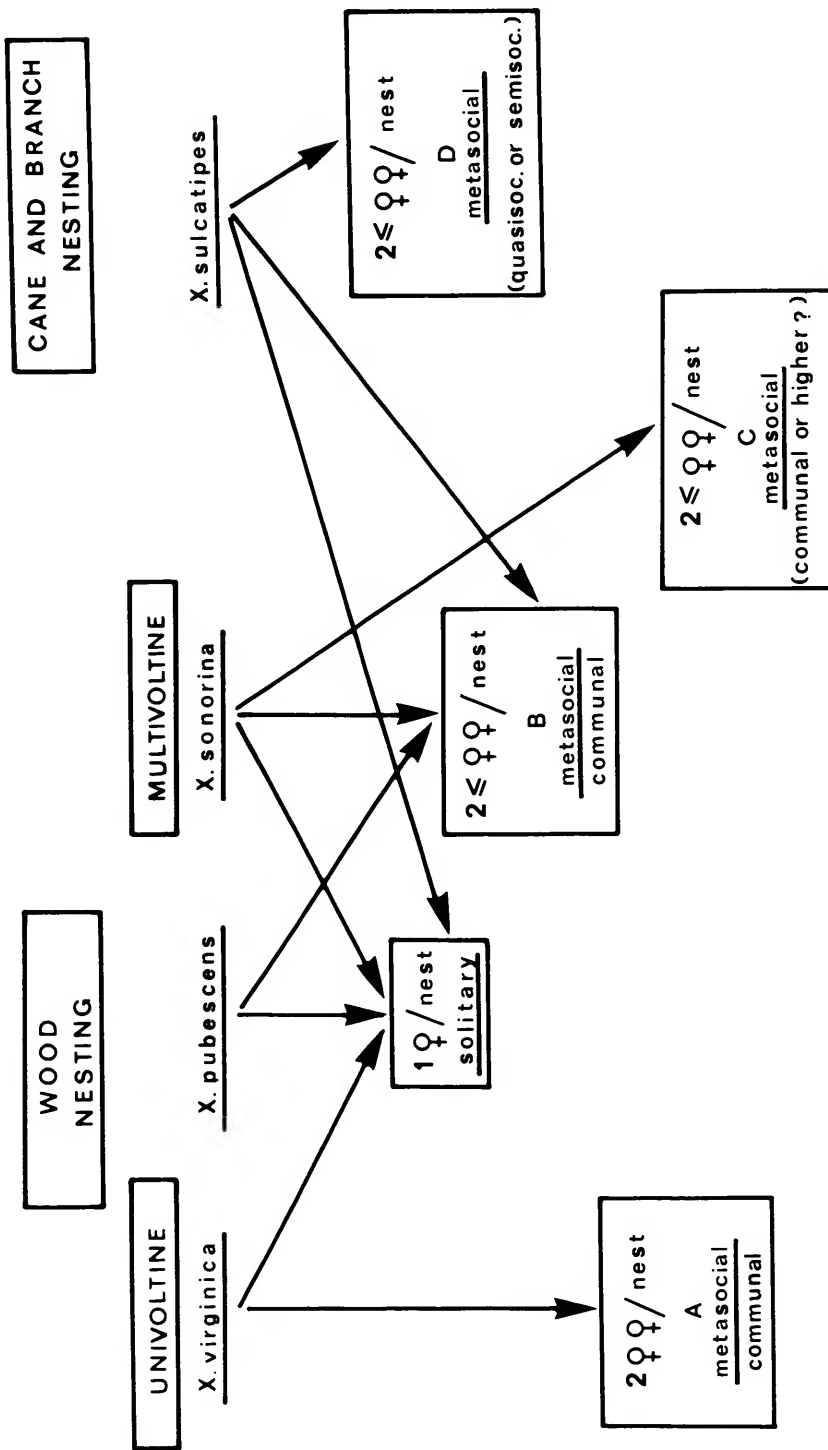 WOOD
NESTING
CANE AND BRANCH
NESTING
UNIVOLTINE
MULTIVOLTINE
X. virginica
X. pubescens
X. sonorina
X. sulcatipes
1♀/nest
solitary
2≤♀♀/nest
D
metasocial
(quasisoc. or semisoc.)
2≤♀♀/nest
B
metasocial
communal
2♀♀/nest
A
metasocial
communal
2≤♀♀/nest
C
metasocial
(communal or higher?)